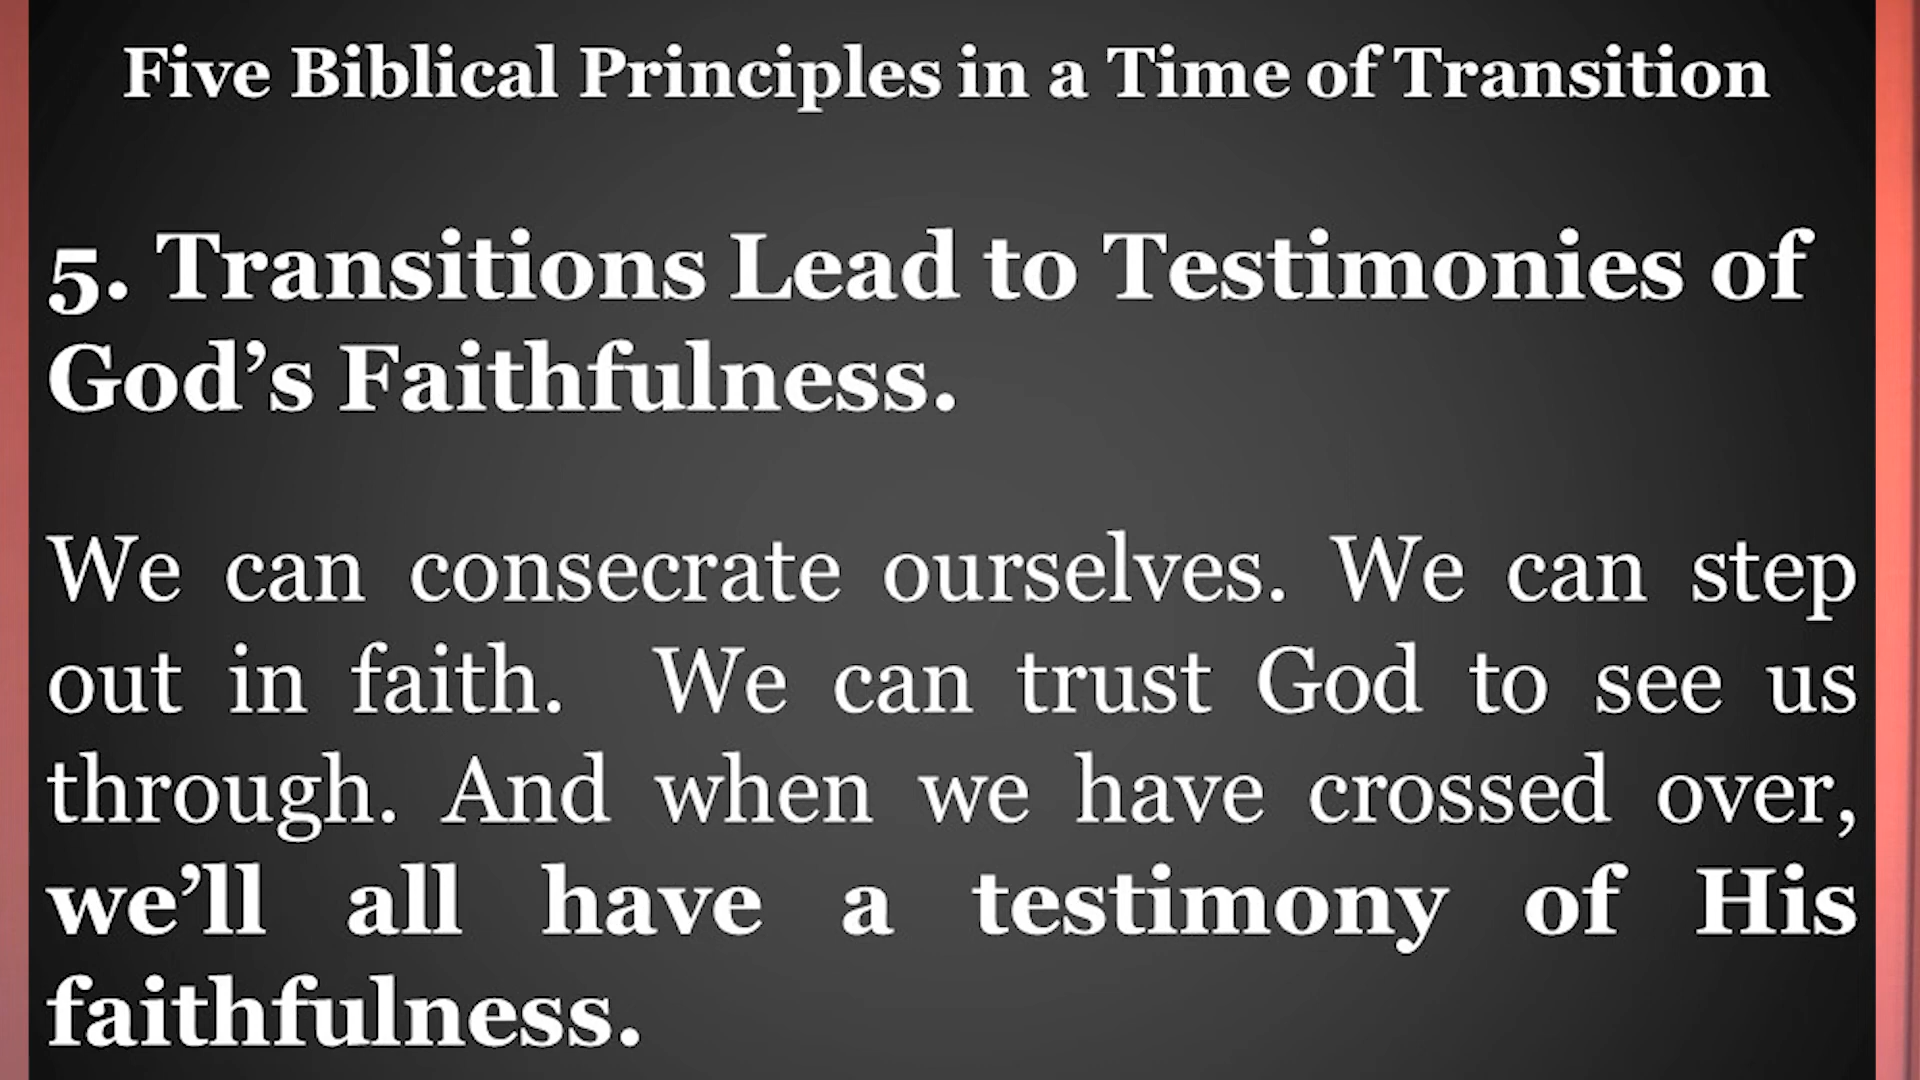 Five Biblical Principles in a Time of Transition
5. Transitions Lead to Testimonies of
God’s Faithfulness.
We can consecrate ourselves. We can step
out in faith.  We can trust God to see us
through. And when we have crossed over,
we’ll all have a testimony of His
faithfulness.